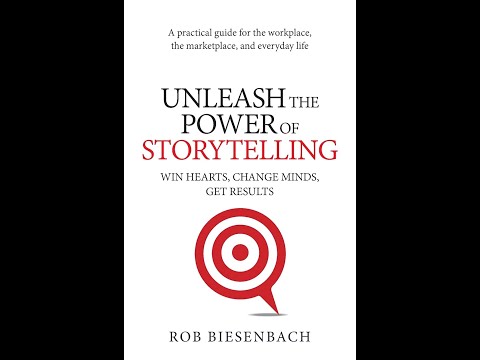 A practical guide for the workplace,
the marketplace, and everyday life
UNLEASH THE
POWER OF
STORYTELLING
WIN HEARTS, CHANGE MINDS,
GET RESULTS
ROB BIESENBACH